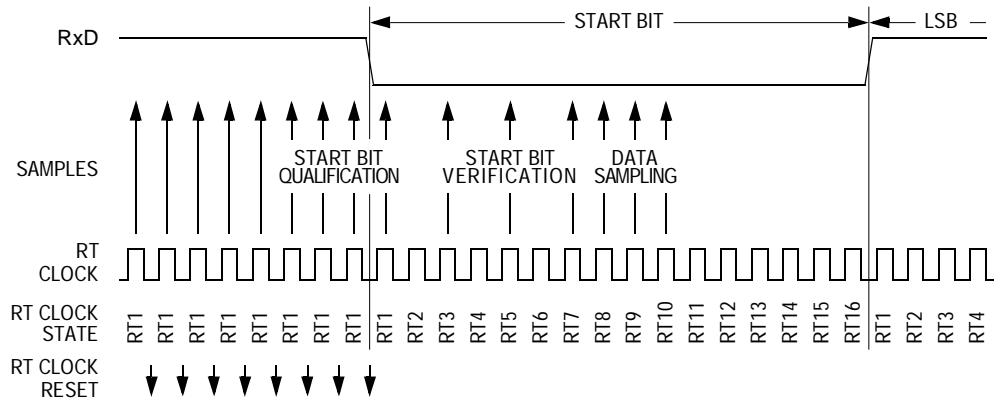 START BIT
LSB
RxD
SAMPLES
START BIT
QUALIFICATION
START BIT
VERIFICATION
DATA
SAMPLING
RT
CLOCK
RT CLOCK
STATE
RT1 RT1 RT1 RT1 RT1 RT1 RT1 RT1 RT1 RT2 RT3 RT4 RT5 RT6 RT7 RT8 RT9 RT10 RT11 RT12 RT13 RT14 RT15 RT16 RT1 RT2 RT3 RT4
RT CLOCK
RESET